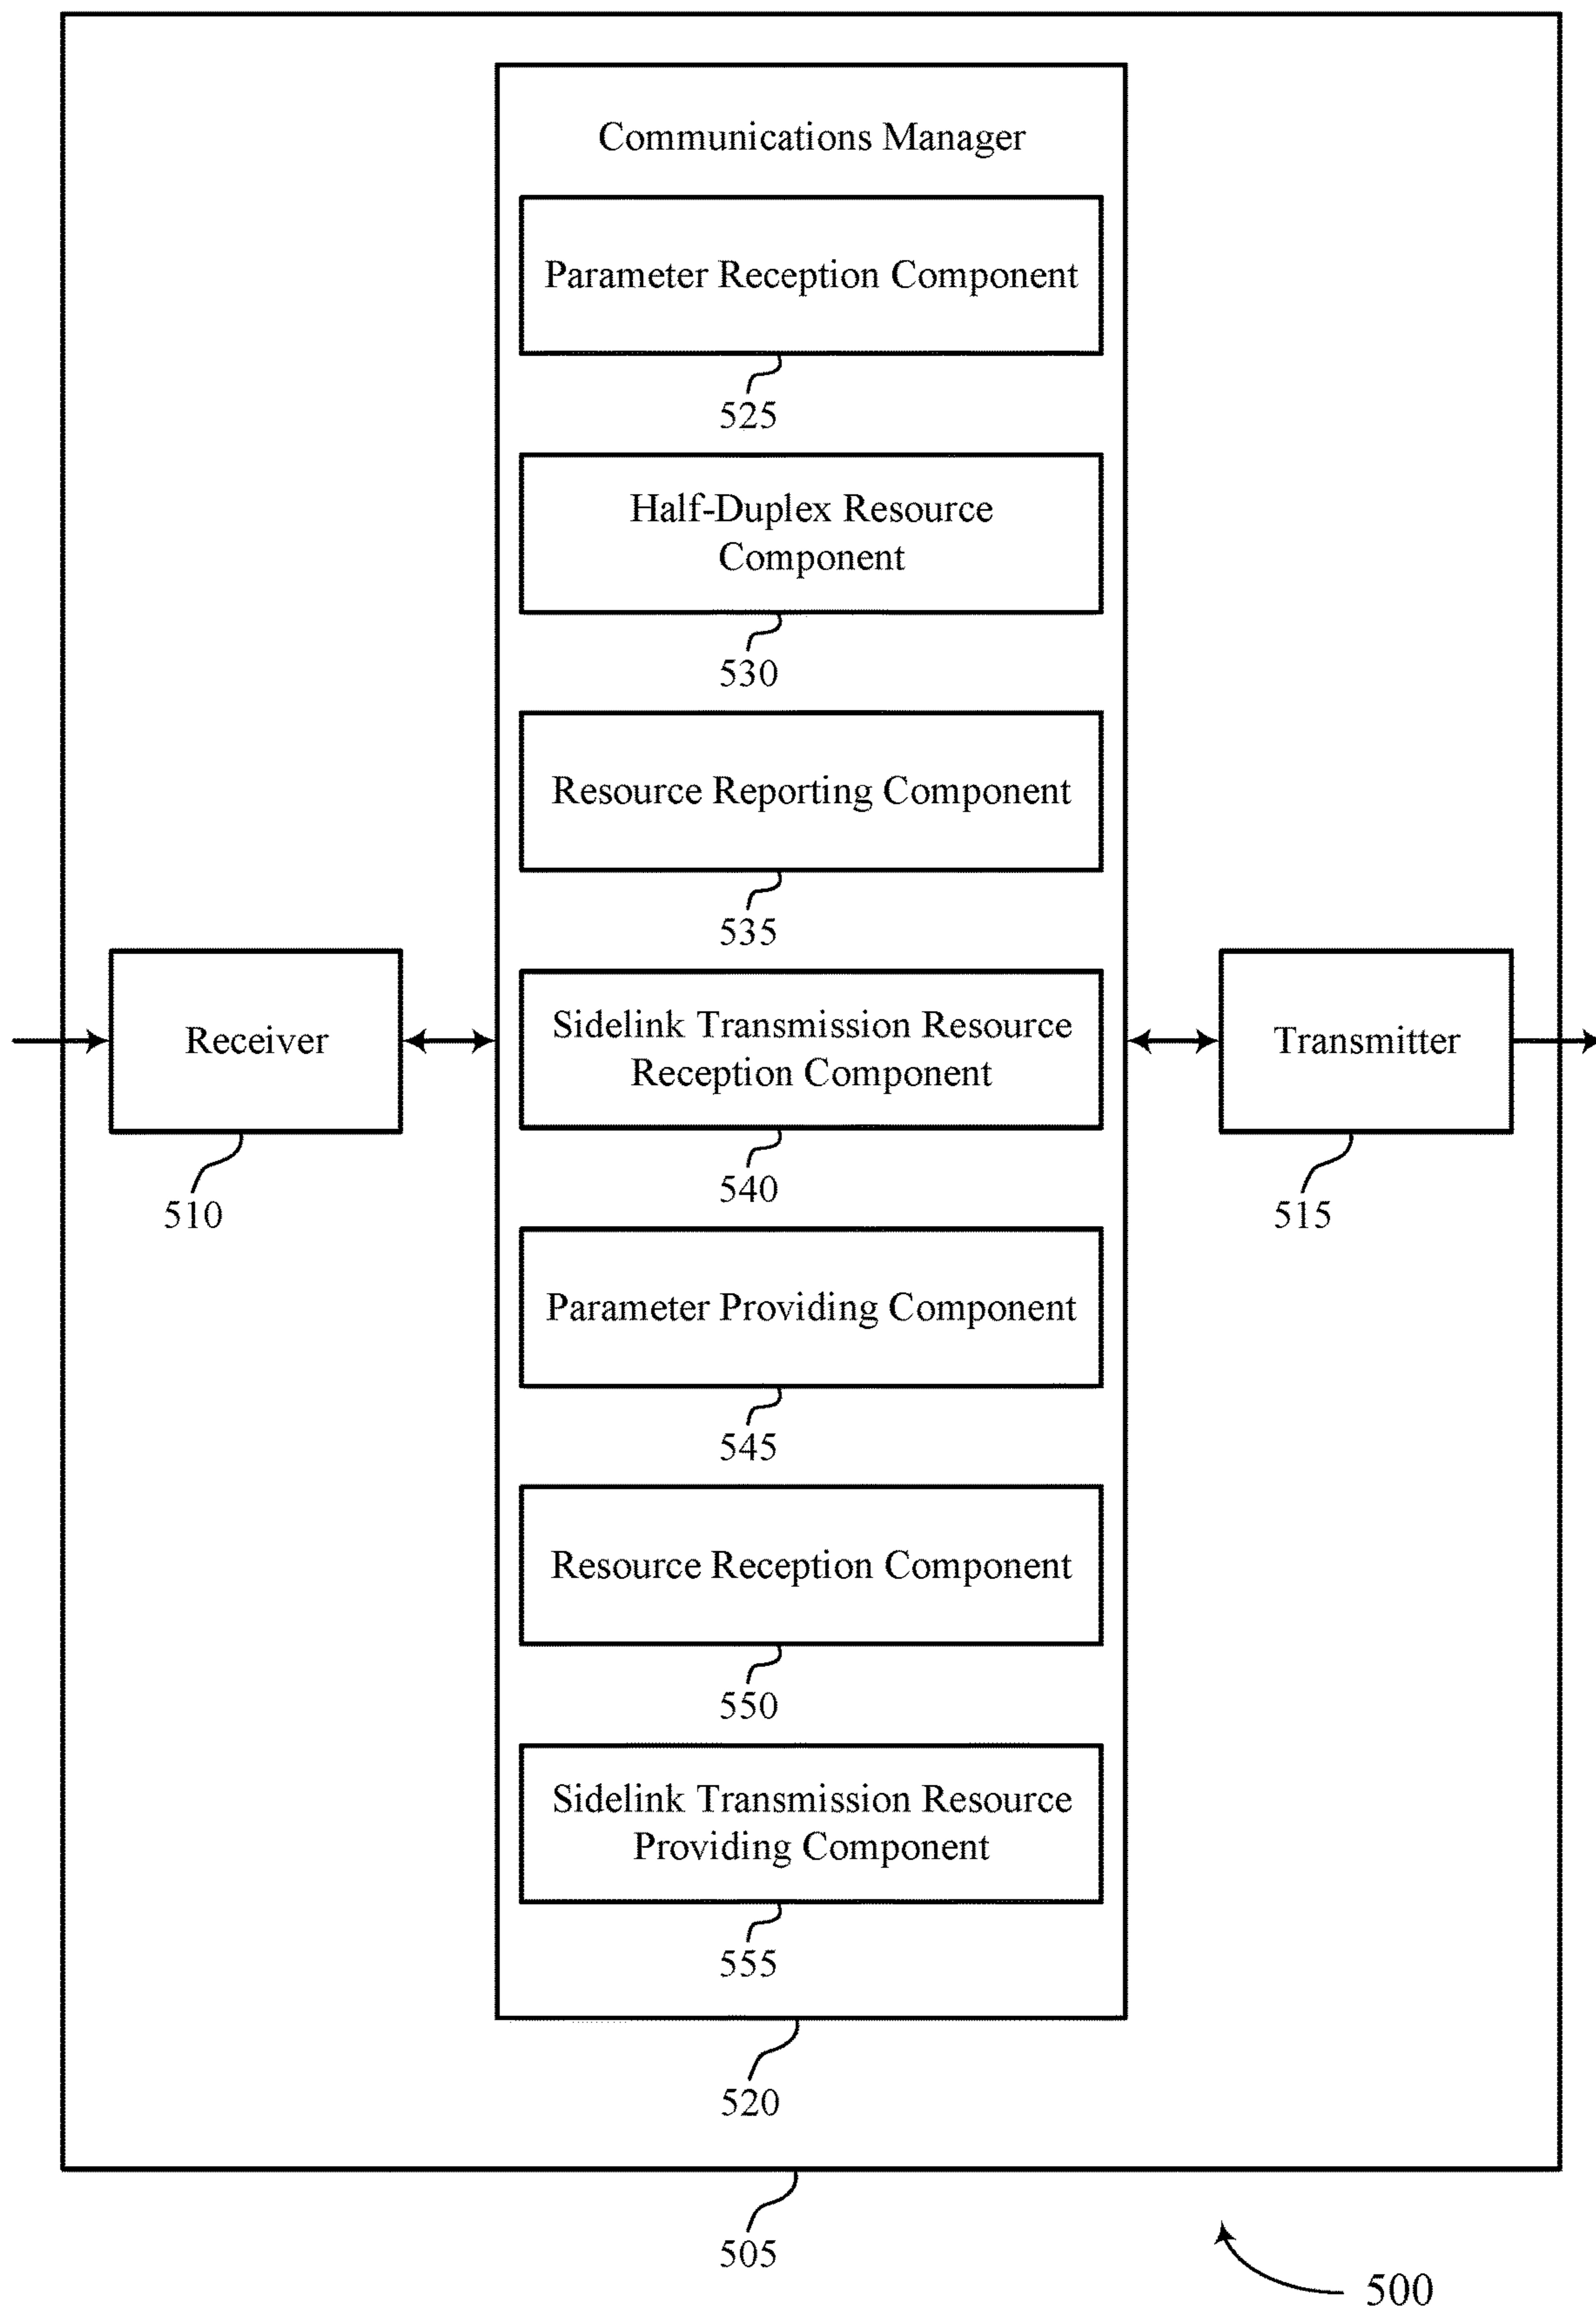 Communications Manager
Parameter Reception Component
525
Half-Duplex Resource
Component
530
Resource Reporting Component
535
Receiver
510
Sidelink Transmission Resource
Reception Component
540
Transmitter
515
Parameter Providing Component
545
Resource Reception Component
550
Sidelink Transmission Resource
Providing Component
555
520
505
500